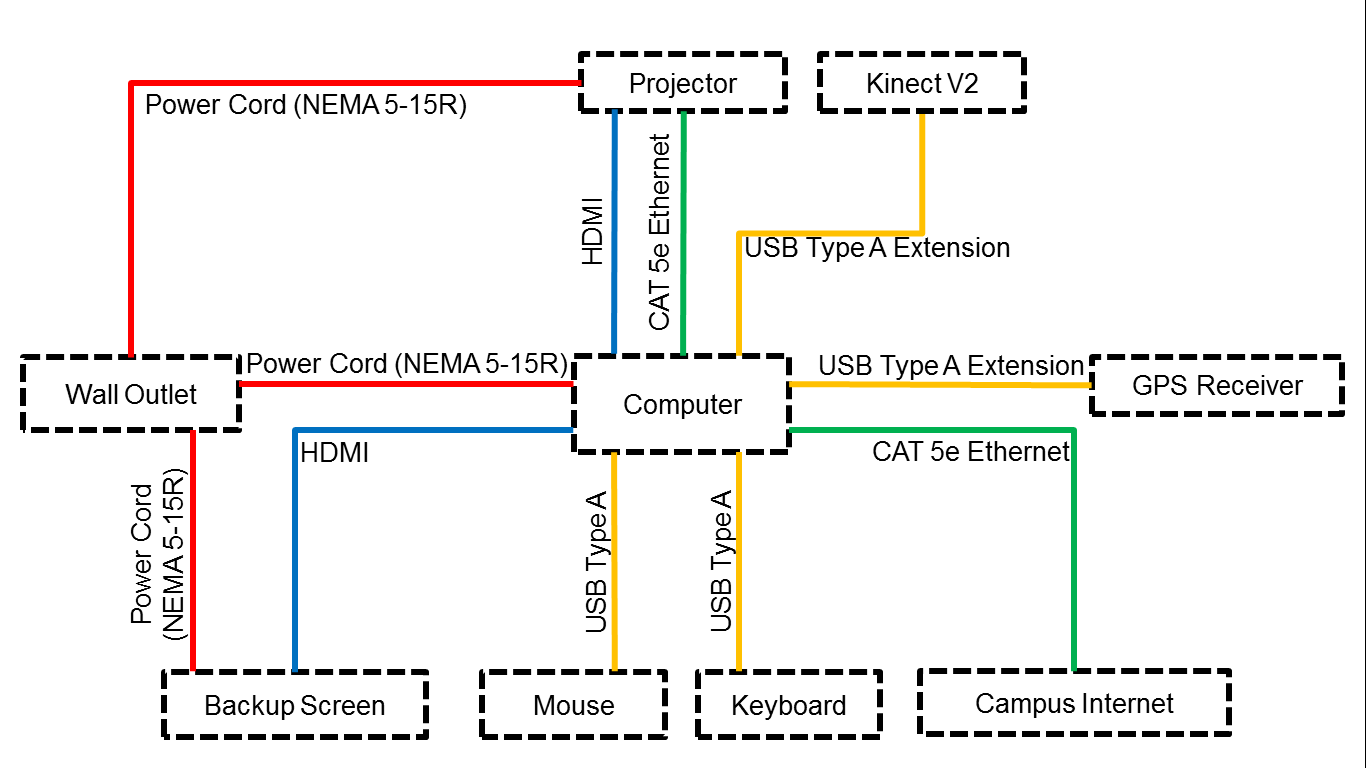 Projector
Kinect V2
Power Cord (NEMA 5-15R)
HDMI
CAT 5e Ethernet
USB Type A Extension
Wall Outlet
Power Cord (NEMA 5-15R)
Computer
USB Type A Extension
GPS Receiver
HDMI
CAT 5e Ethernet
Power Cord
(NEMA 5-15R)
USB Type A
USB Type A
Backup Screen
Mouse
Keyboard
Campus Internet